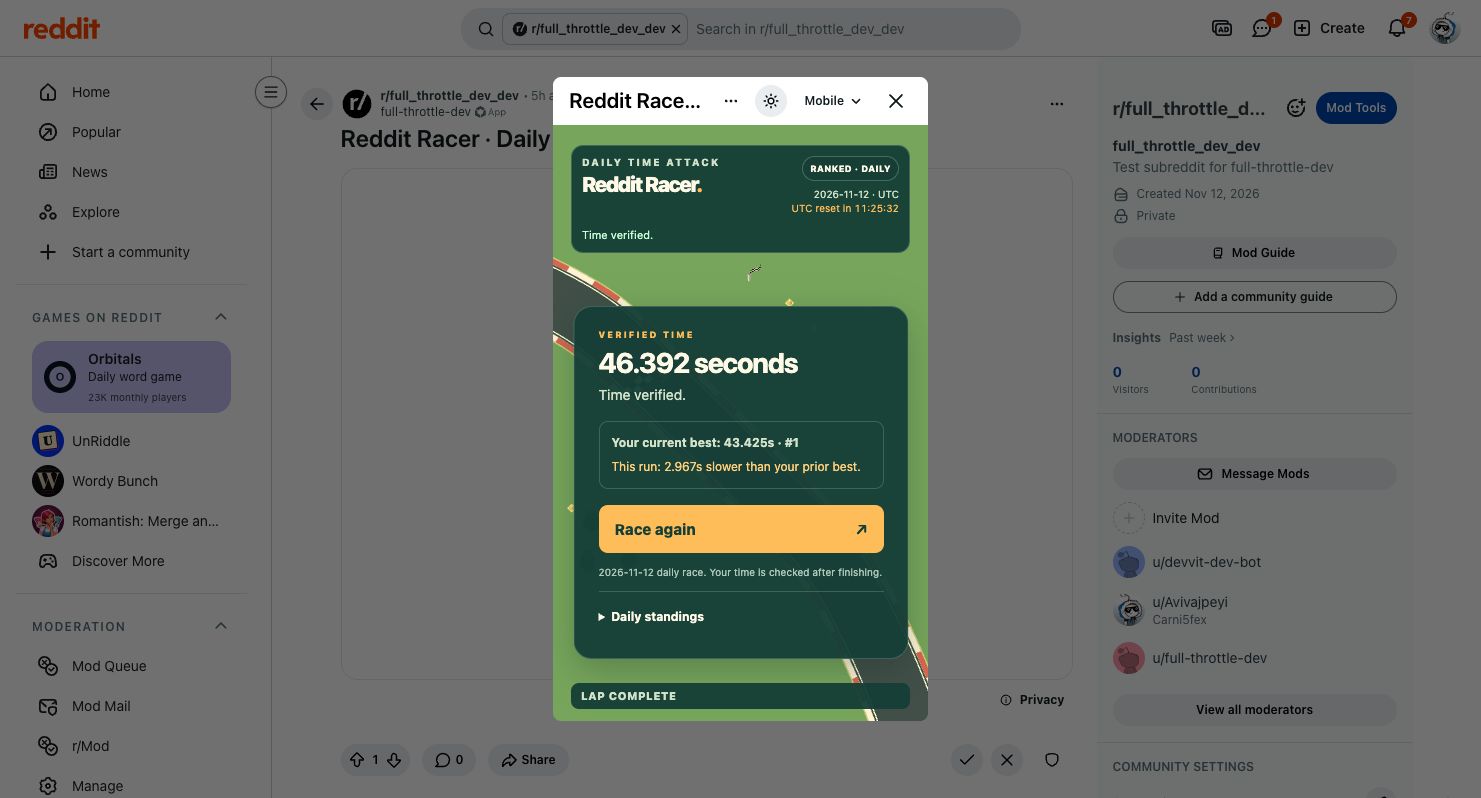 reddit
r/full_throttle_dev_dev
Search in r/full_throttle_dev_dev
AD
1
Create
7
Home
Popular
News
Explore
Start a community
GAMES ON REDDIT
Orbitals
Daily word game
23K monthly players
UnRiddle
Wordy Bunch
Romantish: Merge an...
Discover More
MODERATION
Mod Queue
Mod Mail
r/Mod
Manage
r/full_throttle_dev_dev • 5h a
full-throttle-dev App
Reddit Racer · Daily
Reddit Race...
Mobile
DAILY TIME ATTACK
Reddit Racer.
RANKED · DAILY
2026-11-12 · UTC
UTC reset in 11:25:32
Time verified.
VERIFIED TIME
46.392 seconds
Time verified.
Your current best: 43.425s · #1
This run: 2.967s slower than your prior best.
Race again
2026-11-12 daily race. Your time is checked after finishing.
Daily standings
LAP COMPLETE
Privacy
1
0
Share
r/full_throttle_d...
Mod Tools
full_throttle_dev_dev
Test subreddit for full-throttle-dev
Created Nov 12, 2026
Private
Mod Guide
Add a community guide
Insights Past week
0
Visitors
0
Contributions
MODERATORS
Message Mods
Invite Mod
u/devvit-dev-bot
u/Avivajpeyi
Carni5fex
u/full-throttle-dev
View all moderators
COMMUNITY SETTINGS